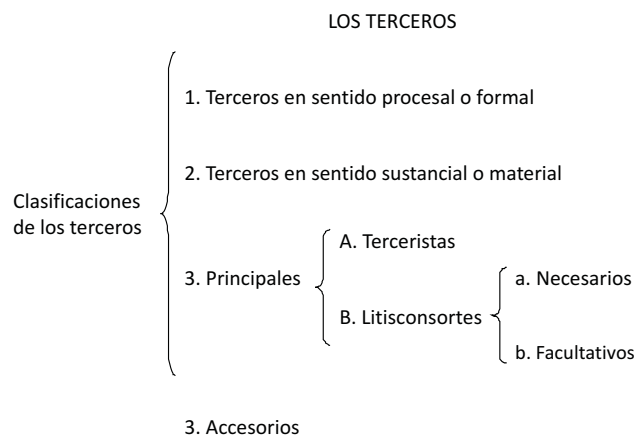 LOS TERCEROS
1. Terceros en sentido procesal o formal
2. Terceros en sentido sustancial o material
Clasificaciones
de los terceros
3. Principales
A. Terceristas
B. Litisconsortes
a. Necesarios
b. Facultativos
3. Accesorios